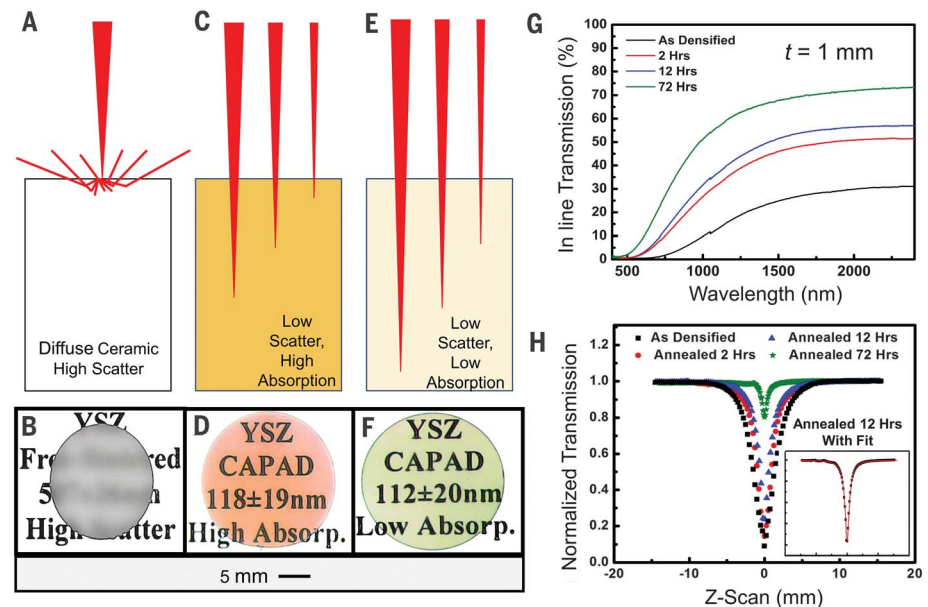 A
Diffuse Ceramic
High Scatter
B
YSZ
High
C
Low
Scatter,
High
Absorption
D
YSZ
CAPAD
118±19nm
High Absorp.
E
Low
Scatter,
Low
Absorption
F
YSZ
CAPAD
112±20nm
Low Absorp.
5 mm
G
In line Transmission (%)
100
90
80
70
60
50
40
30
20
10
0
As Densified
2 Hrs
12 Hrs
72 Hrs
t = 1 mm
500
1000
1500
2000
Wavelength (nm)
H
Normalized Transmission
As Densified
Annealed 2 Hrs
Annealed 12 Hrs
Annealed 72 Hrs
1.2
1.0
0.8
0.6
0.4
0.2
0.0
Annealed 12 Hrs
With Fit
-20
-10
0
10
20
Z-Scan (mm)